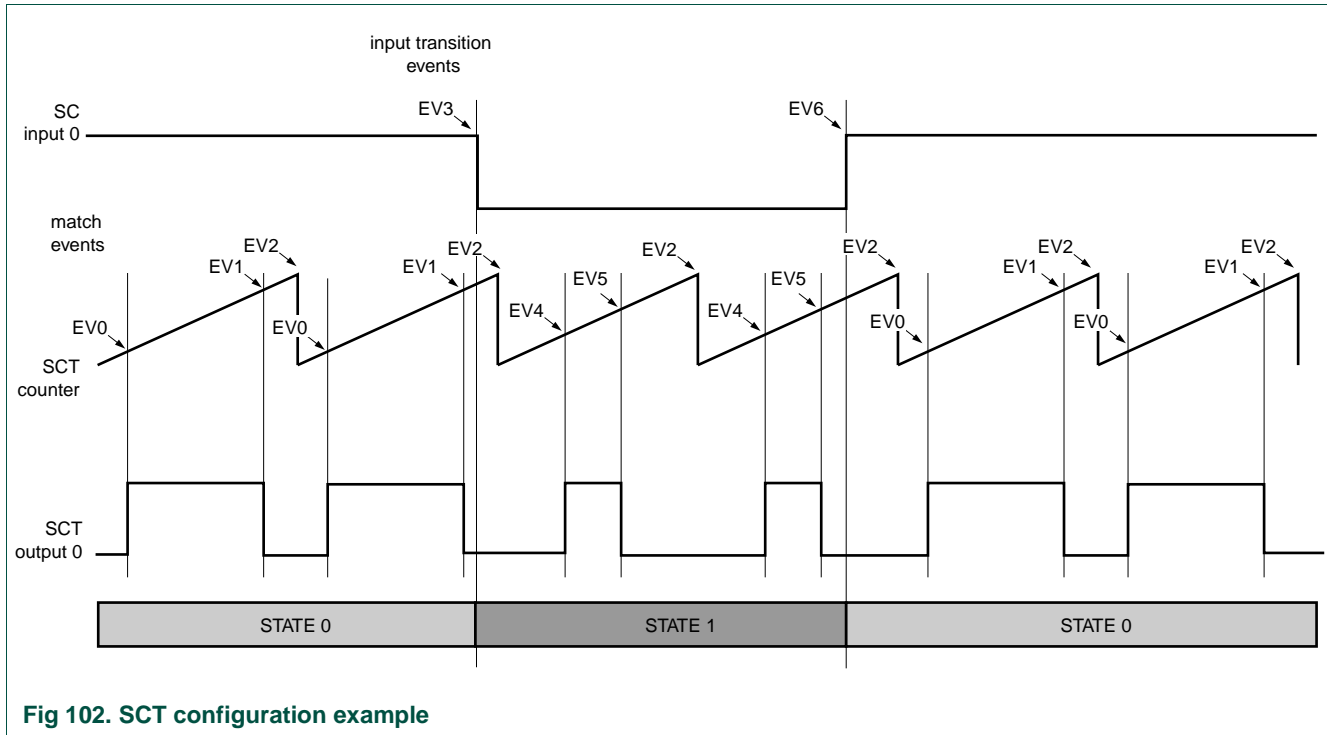 input transition
events
SC
input 0
EV3
EV6
match
events
EV0
EV1
EV2
EV0
EV1
EV2
EV4
EV5
EV2
EV4
EV5
EV2
EV0
EV1
EV2
EV0
EV1
EV2
SCT
counter
SCT
output 0
STATE 0
STATE 1
STATE 0
Fig 102. SCT configuration example